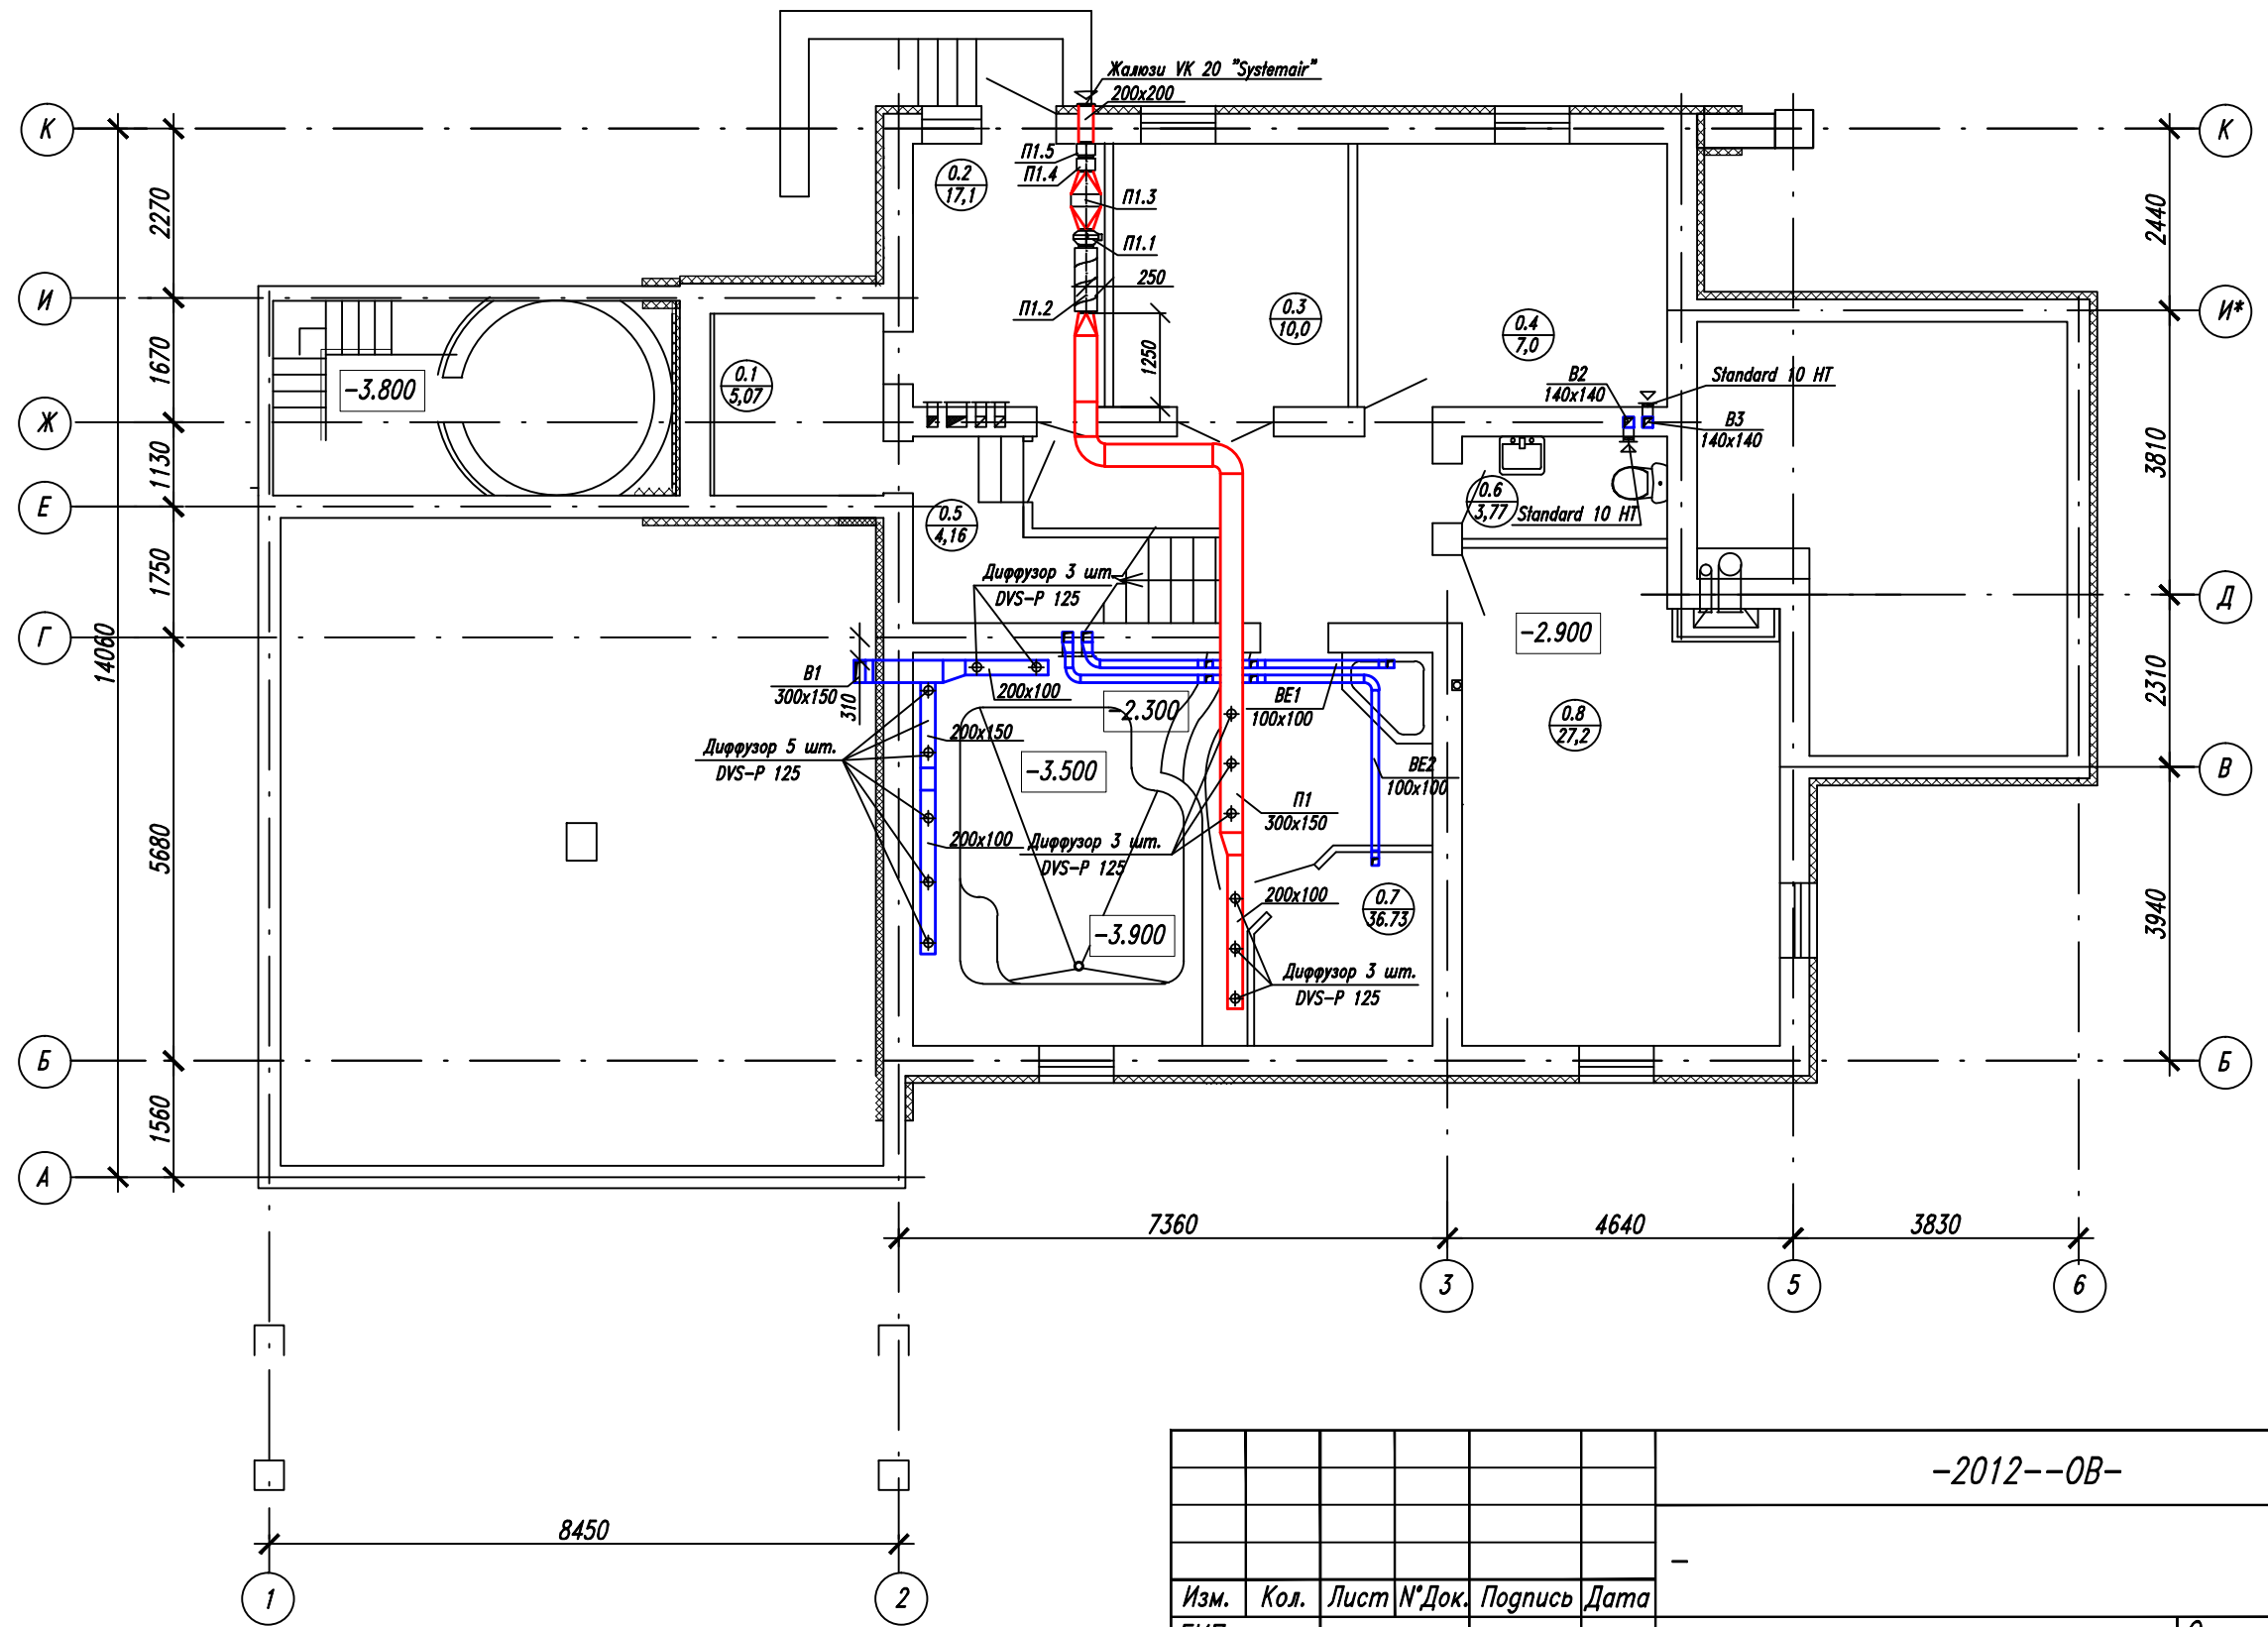 Жалюзи VK 20 "Systemair"
200x200
К
К
П1.5
П1.4
0.2
17,1
П1.3
П1.1
250
П1.2
2270
2440
И
И*
0.3
10,0
0.4
7,0
1250
1670
-3.800
0.1
5,07
В2
140x140
Standard 10 HT
В3
140x140
Ж
1130
3810
0.6
3,77
Standard 10 HT
Е
0.5
4,16
1750
Диффузор 3 шт.
DVS-P 125
Д
14060
Г
-2.900
В1
300x150
310
200x100
-2.300
ВЕ1
100x100
2310
0.8
27,2
200x150
Диффузор 5 шт.
DVS-P 125
-3.500
ВЕ2
100x100
В
П1
300x150
5680
200x100
Диффузор 3 шт.
DVS-P 125
200x100
0.7
36.73
3940
-3.900
Диффузор 3 шт.
DVS-P 125
Б
Б
1560
А
7360
4640
3830
3
5
6
8450
1
2
-2012--ОВ-
-
Изм.
Кол.
Лист
N°Док.
Подпись
Дата